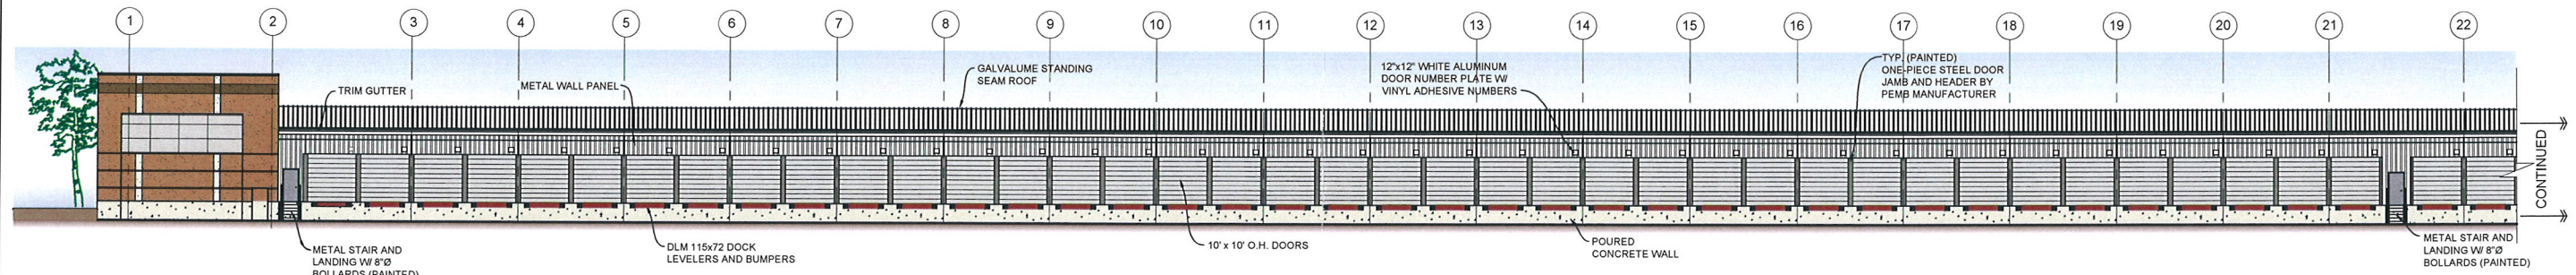 1 2 3 4 5 6 7 8 9 10 11 12 13 14 15 16 17 18 19 20 21 22
TRIM GUTTER
METAL WALL PANEL
GALVALUME STANDING
SEAM ROOF
12"x12" WHITE ALUMINUM
DOOR NUMBER PLATE W/
VINYL ADHESIVE NUMBERS
TYP. (PAINTED)
ONE-PIECE STEEL DOOR
JAMB AND HEADER BY
PEMB MANUFACTURER
CONTINUED
METAL STAIR AND
LANDING W/ 8"Ø
BOLLARDS (PAINTED)
DLM 115x72 DOCK
LEVELERS AND BUMPERS
10' x 10' O.H. DOORS
POURED
CONCRETE WALL
METAL STAIR AND
LANDING W/ 8"Ø
BOLLARDS (PAINTED)